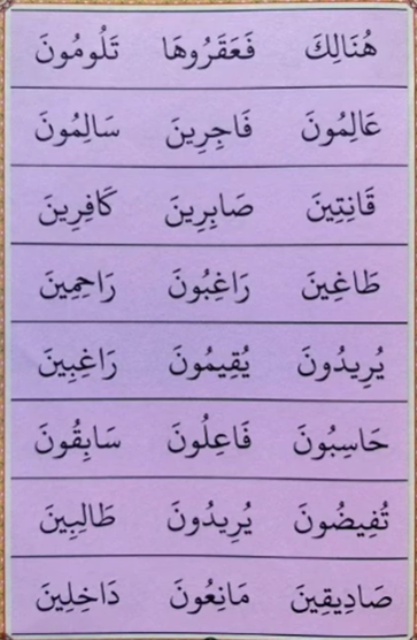 هُنَالِكَ فَعَقَرُوهَا تَلُومُونَ
عَالِمُونَ فَاجِرِينَ سَالِمُونَ
قَانِتِينَ صَابِرِينَ كَافِرِينَ
طَاغِينَ رَاغِبُونَ رَاحِمِينَ
يُرِيدُونَ يُقِيمُونَ رَاغِبِينَ
حَاسِبُونَ فَاعِلُونَ سَابِقُونَ
تُفِيضُونَ يُرِيدُونَ طَالِبِينَ
صَادِيقِينَ مَانِعُونَ دَاخِلِينَ